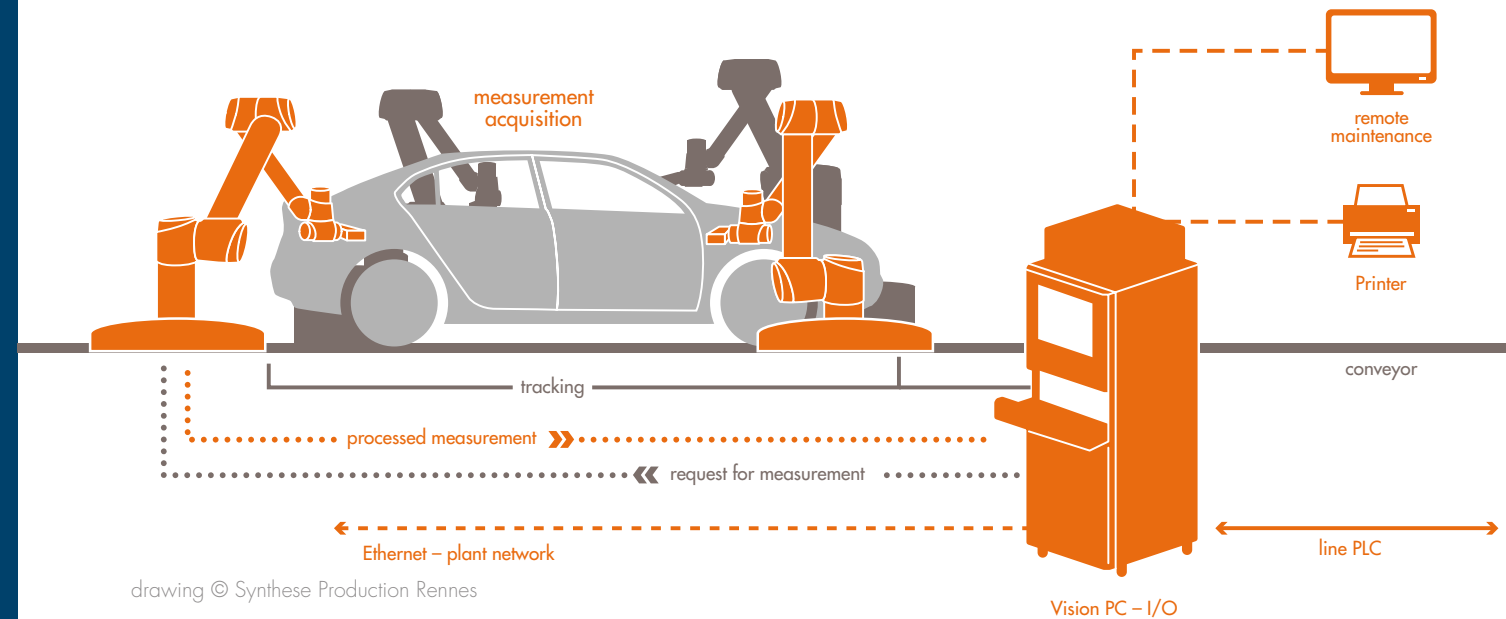 measurement
acquisition
remote
maintenance
Printer
conveyor
tracking
processed measurement
request for measurement
Ethernet – plant network
line PLC
drawing © Synthese Production Rennes
Vision PC – I/O